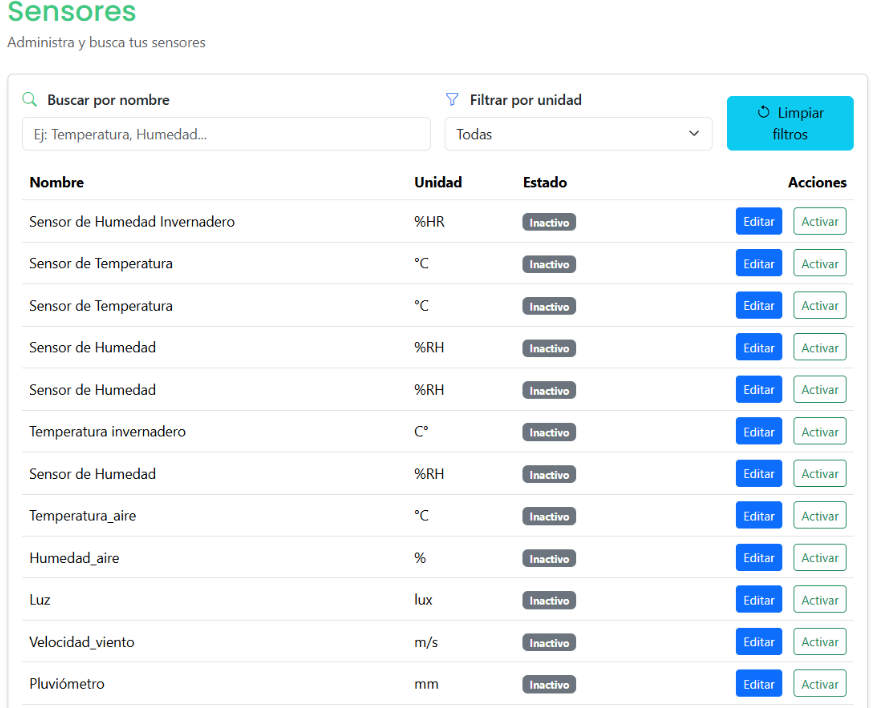 Sensores
Administra y busca tus sensores
Buscar por nombre
Filtrar por unidad
Limpiar
filtros
Ej: Temperatura, Humedad...
Todas
Nombre Unidad Estado Acciones
Sensor de Humedad Invernadero %HR Inactivo Editar Activar
Sensor de Temperatura °C Inactivo Editar Activar
Sensor de Temperatura °C Inactivo Editar Activar
Sensor de Humedad %RH Inactivo Editar Activar
Sensor de Humedad %RH Inactivo Editar Activar
Temperatura invernadero C° Inactivo Editar Activar
Sensor de Humedad %RH Inactivo Editar Activar
Temperatura_aire °C Inactivo Editar Activar
Humedad_aire % Inactivo Editar Activar
Luz lux Inactivo Editar Activar
Velocidad_viento m/s Inactivo Editar Activar
Pluviómetro mm Inactivo Editar Activar